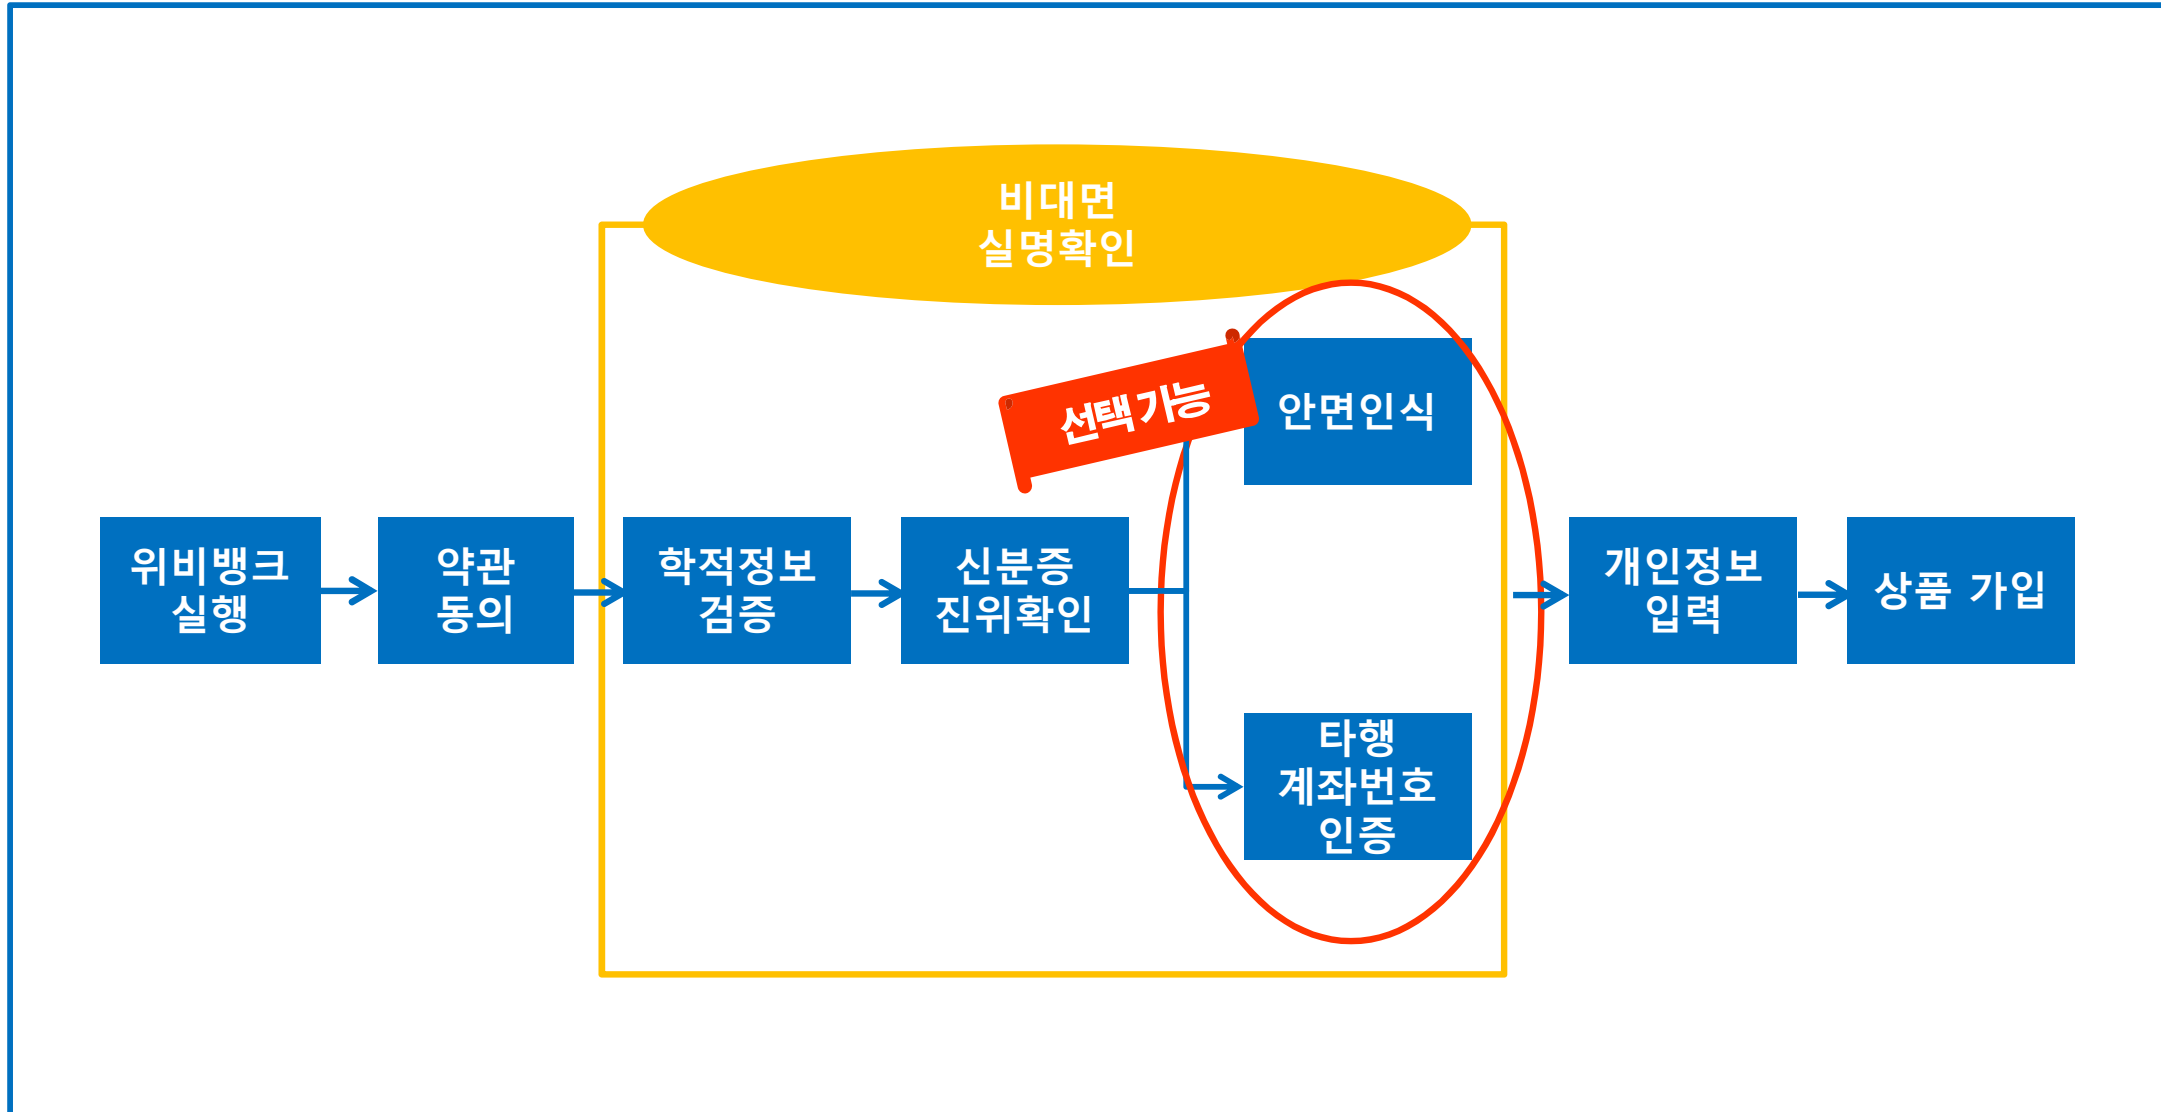 비대면
실명확인
선택 가능
안면인식
위비뱅크
실행
약관
동의
학적정보
검증
신분증
진위확인
타행
계좌번호
인증
개인정보
입력
상품 가입